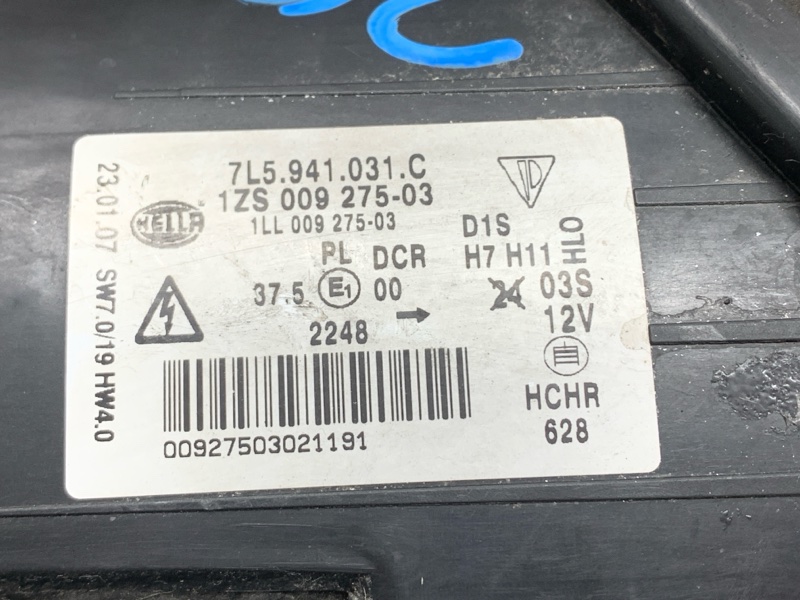 7L5.941.031.C
1ZS 009 275-03
1LL 009 275-03
HELLA ®
23.01.07 SW7.0/19 HW4.0
D1S
H7 H11
HLO
PL DCR
37.5 E1 00
24 03S
2248 →
12V
HCHR
628
00927503021191